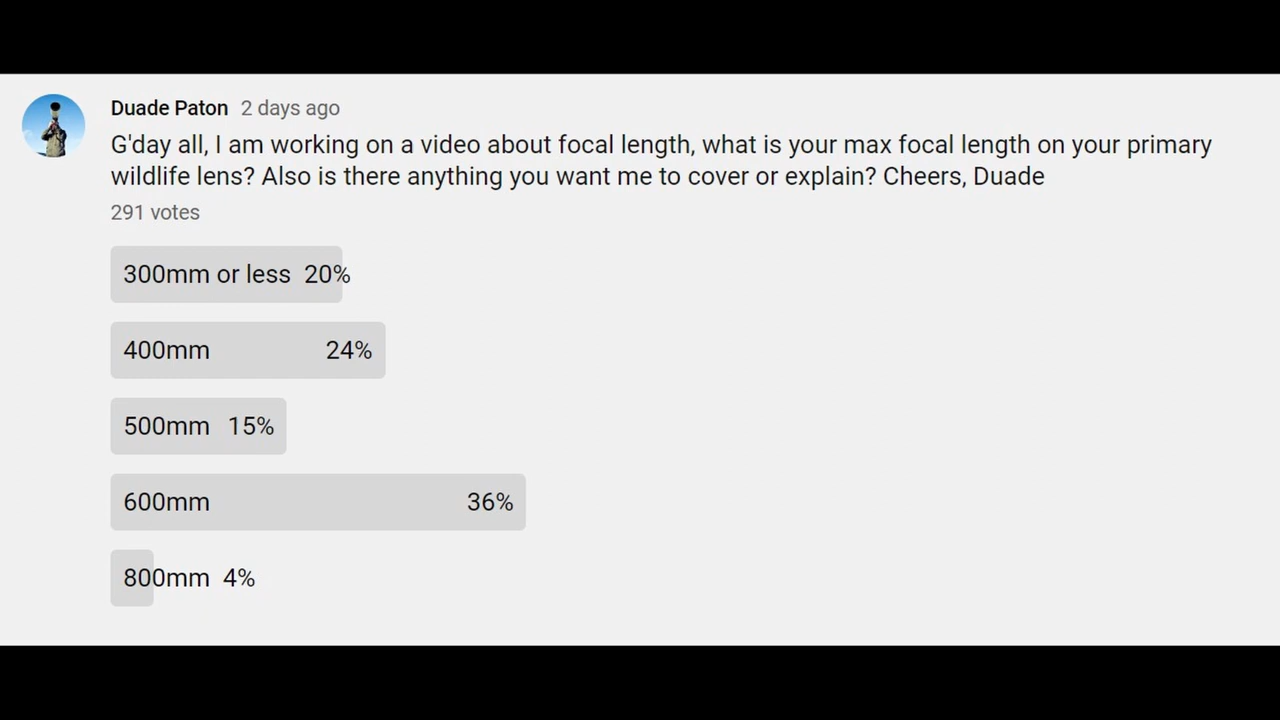 Duade Paton 2 days ago
G'day all, I am working on a video about focal length, what is your max focal length on your primary
wildlife lens? Also is there anything you want me to cover or explain? Cheers, Duade
291 votes
300mm or less 20%
400mm 24%
500mm 15%
600mm 36%
800mm 4%